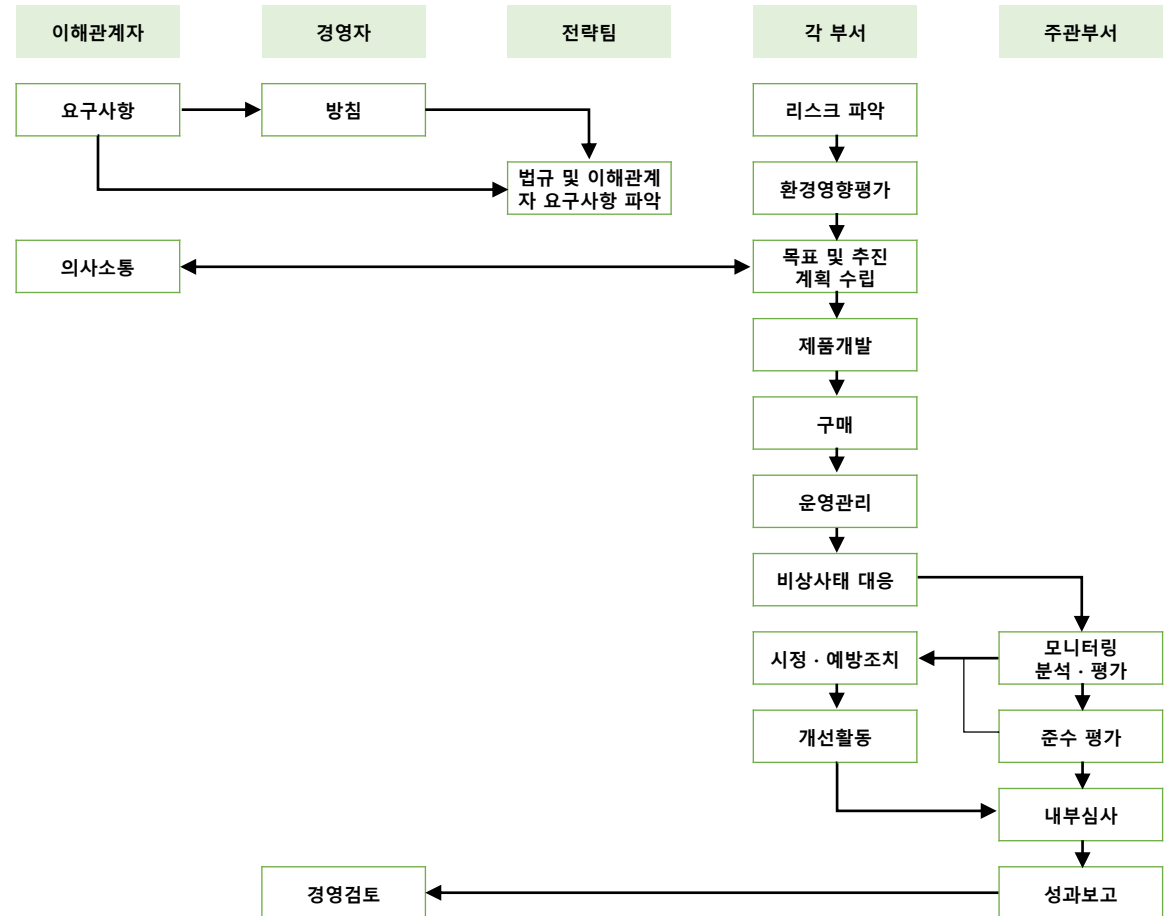 이해관계자
경영자
전략팀
각 부서
주관부서
요구사항
방침
리스크 파악
법규 및 이해관계
자 요구사항 파악
환경영향평가
의사소통
목표 및 추진
계획 수립
제품개발
구매
운영관리
비상사태 대응
시정 · 예방조치
모니터링
분석 · 평가
개선활동
준수 평가
내부심사
경영검토
성과보고